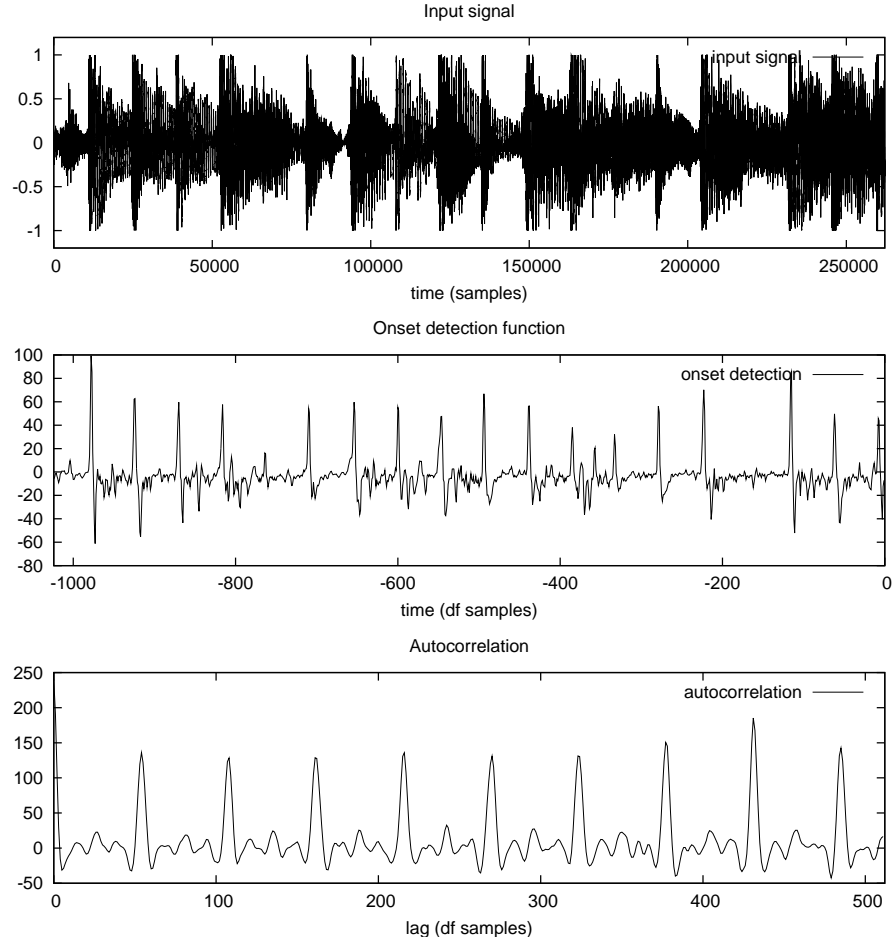 Input signal
1
0.5
0
-0.5
-1
input signal
0 50000 100000 150000 200000 250000
time (samples)
Onset detection function
100
80
60
40
20
0
-20
-40
-60
-80
onset detection
-1000 -800 -600 -400 -200 0
time (df samples)
Autocorrelation
250
200
150
100
50
0
-50
autocorrelation
0 100 200 300 400 500
lag (df samples)